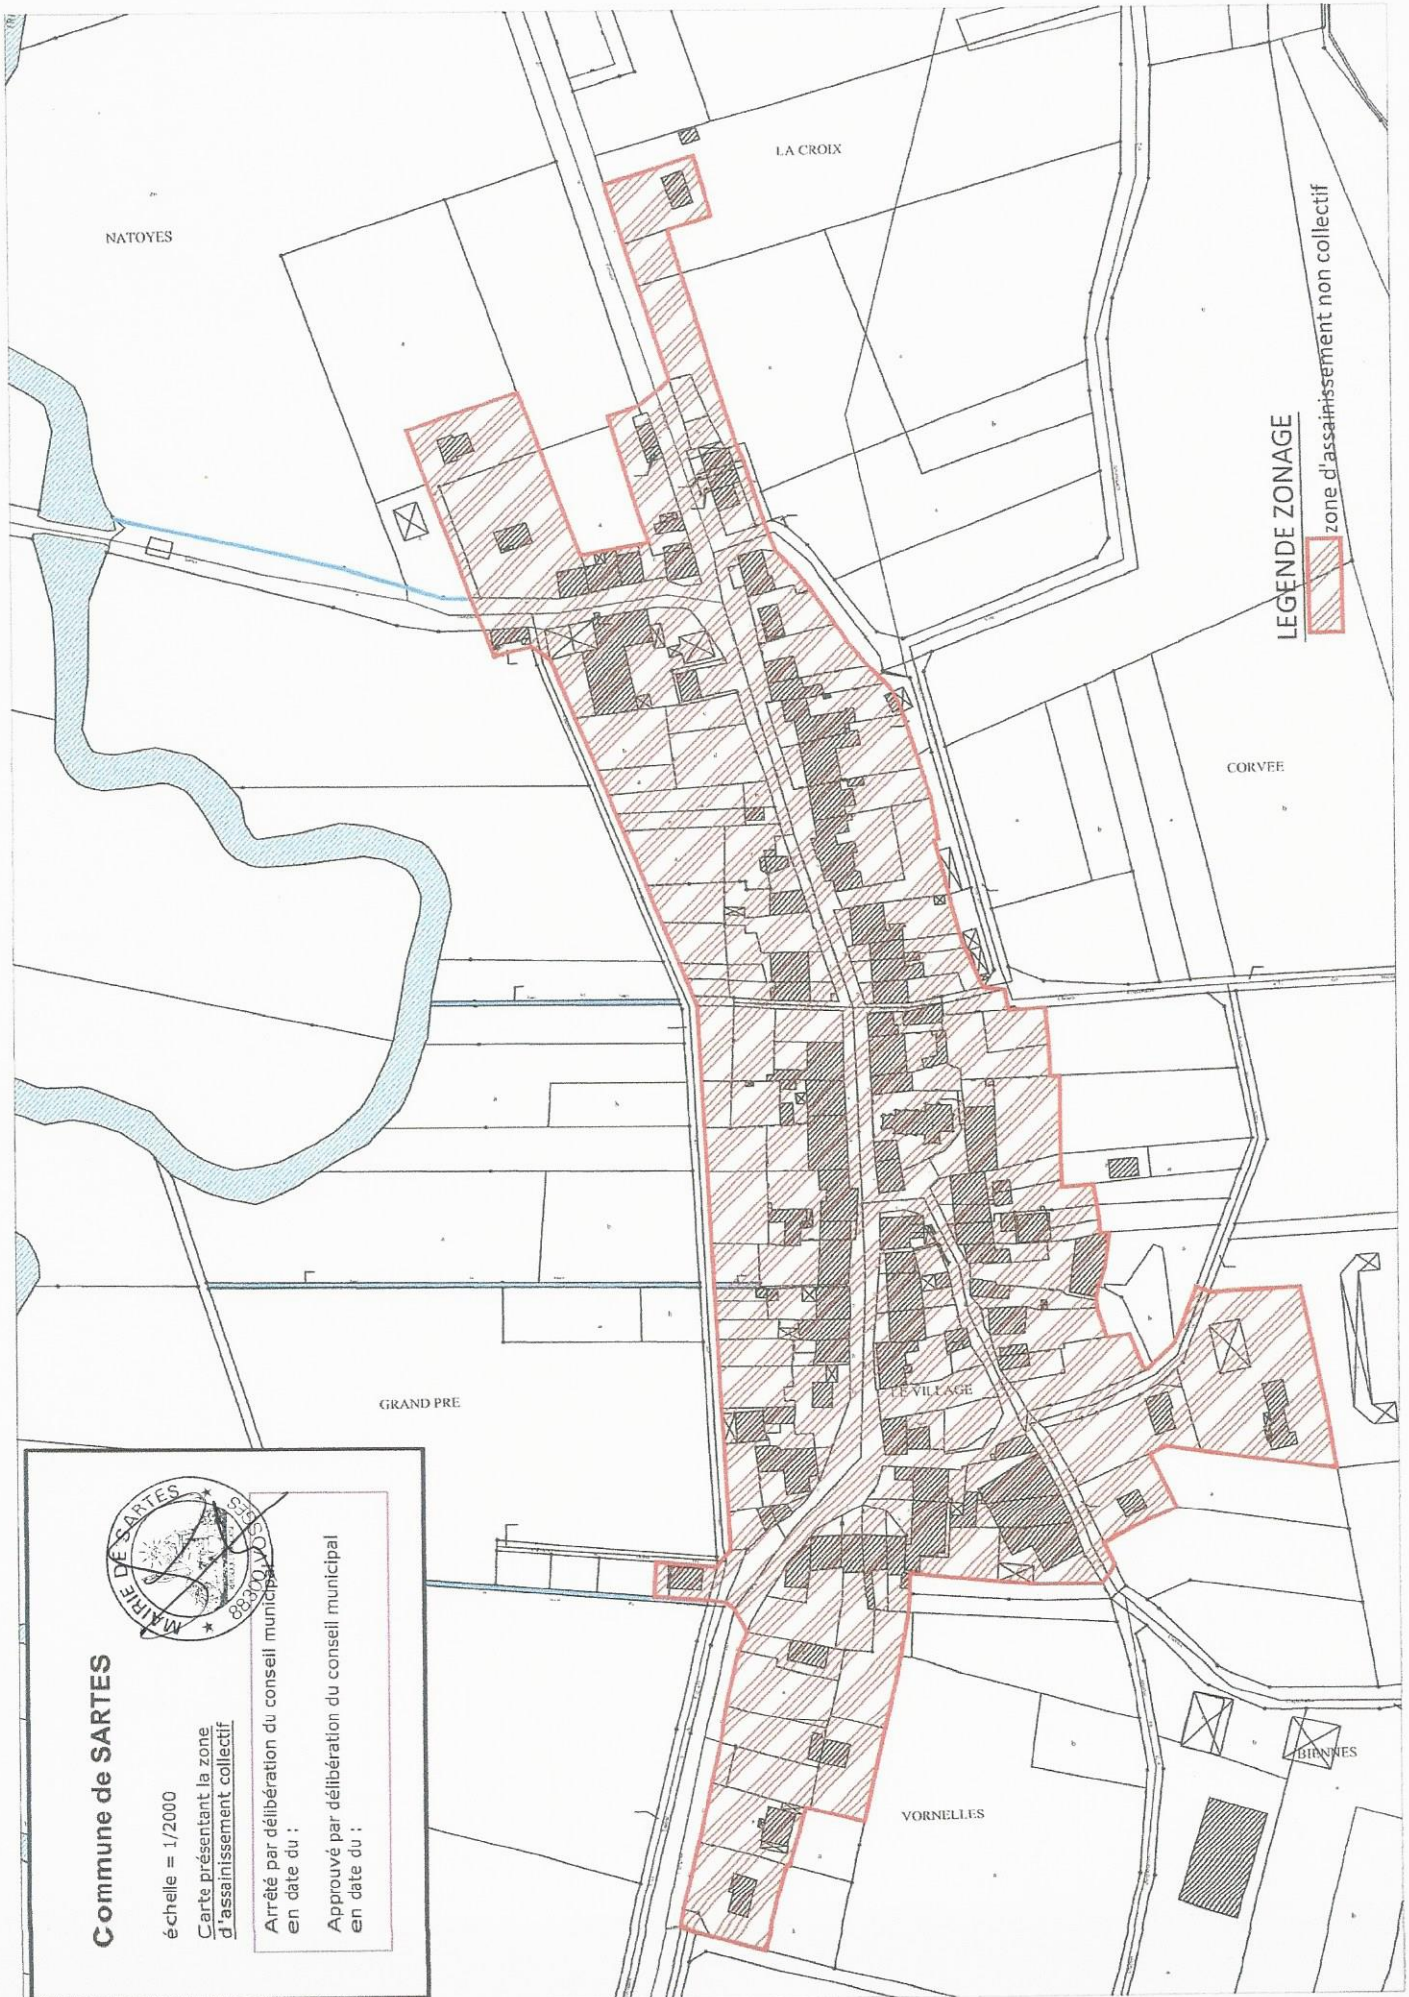 Commune de SARTES
échelle = 1/2000
Carte présentant la zone
d'assainissement collectif
Arrêté par délibération du conseil municipal
en date du :
Approuvé par délibération du conseil municipal
en date du :
MAIRIE DE SARTES
88300 VOSGES
NATOYES
LA CROIX
CORVEE
GRAND PRE
LE VILLAGE
VORNELLES
BIENNES
LEGENDE ZONAGE
zone d'assainissement non collectif